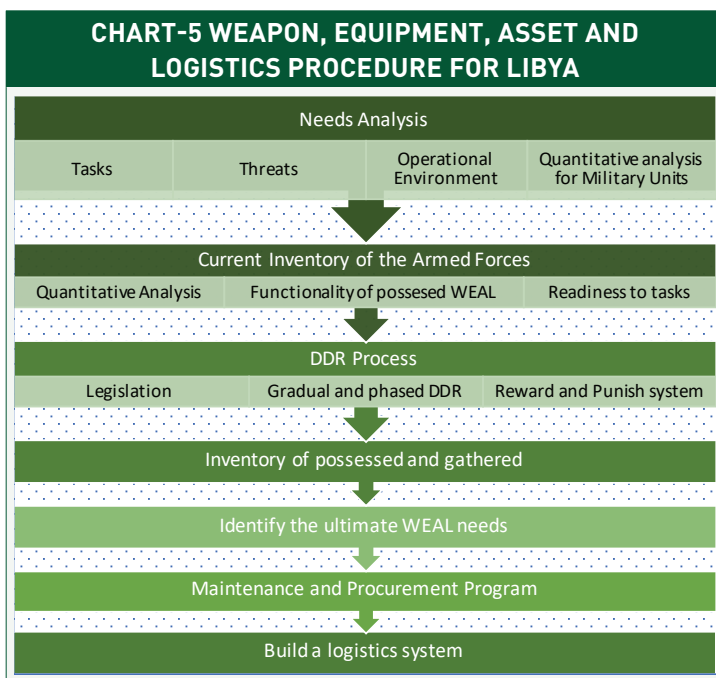 CHART-5 WEAPON, EQUIPMENT, ASSET AND
LOGISTICS PROCEDURE FOR LIBYA
Needs Analysis
Tasks
Threats
Operational
Environment
Quantitative analysis
for Military Units
Current Inventory of the Armed Forces
Quantitative Analysis
Functionality of possesed WEAL
Readiness to tasks
DDR Process
Legislation
Gradual and phased DDR
Reward and Punish system
Inventory of possessed and gathered
Identify the ultimate WEAL needs
Maintenance and Procurement Program
Build a logistics system